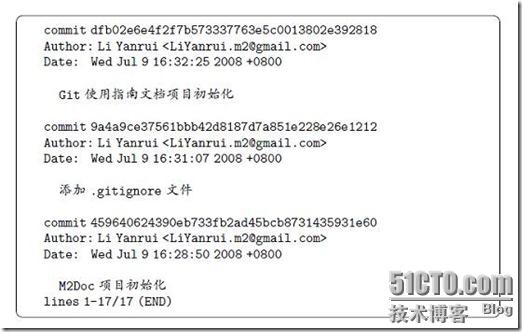 commit dfb02e6e4f2f7b573337763e5c0013802e392818
Author: Li Yanrui <LiYanrui.m2@gmail.com>
Date: Wed Jul 9 16:32:25 2008 +0800
Git 使用指南文档项目初始化
commit 9a4a9ce37561bbb42d8187d7a851e228e26e1212
Author: Li Yanrui <LiYanrui.m2@gmail.com>
Date: Wed Jul 9 16:31:07 2008 +0800
添加 .gitignore 文件
commit 459640624390eb733fb2ad45bcb8731435931e60
Author: Li Yanrui <LiYanrui.m2@gmail.com>
Date: Wed Jul 9 16:28:50 2008 +0800
M2Doc 项目初始化
lines 1-17/17 (END)
51CTO.com
技术博客 Blog